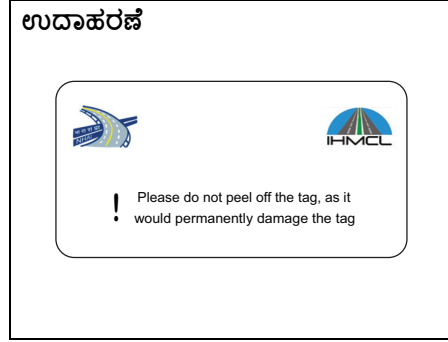 ಉದಾಹರಣೆ
IHMCL
! Please do not peel off the tag, as it
would permanently damage the tag